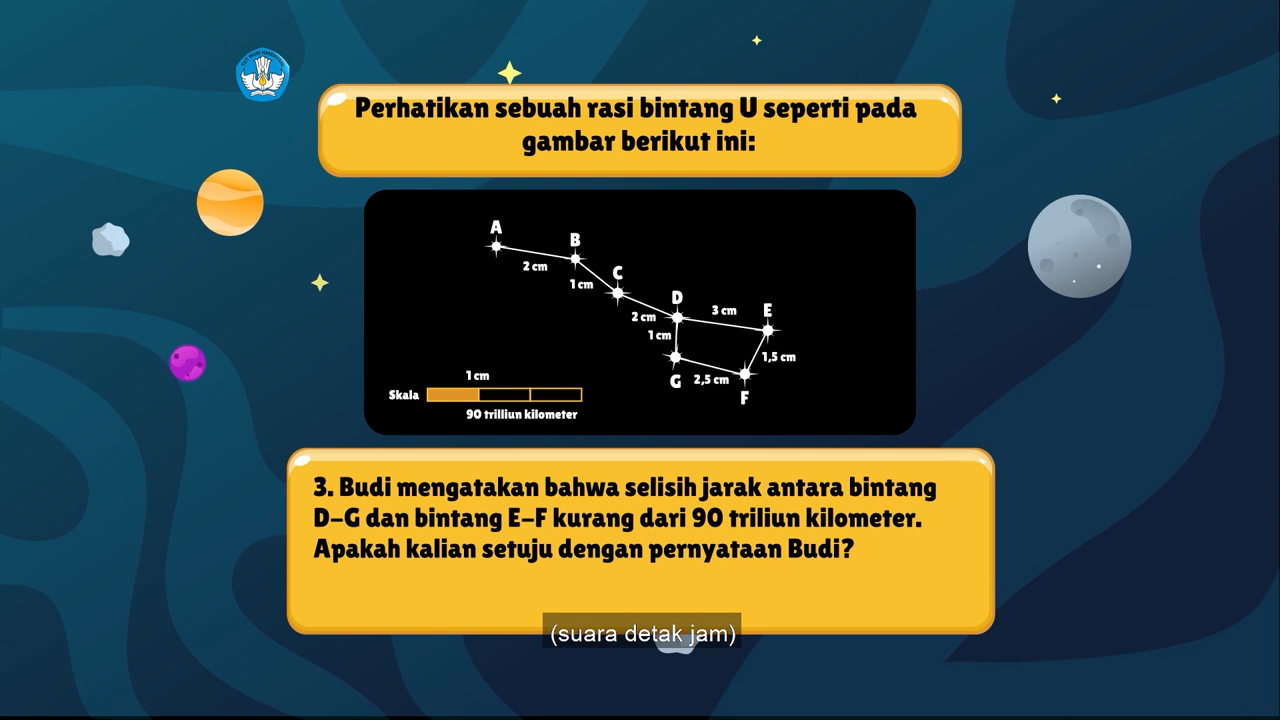 Perhatikan sebuah rasi bintang U seperti pada
gambar berikut ini:
A
B
2 cm
1 cm
C
D
2 cm
3 cm
E
1 cm
1,5 cm
G
2,5 cm
F
1 cm
Skala
90 trilliun kilometer
3. Budi mengatakan bahwa selisih jarak antara bintang
D-G dan bintang E-F kurang dari 90 triliun kilometer.
Apakah kalian setuju dengan pernyataan Budi?
(suara detak jam)